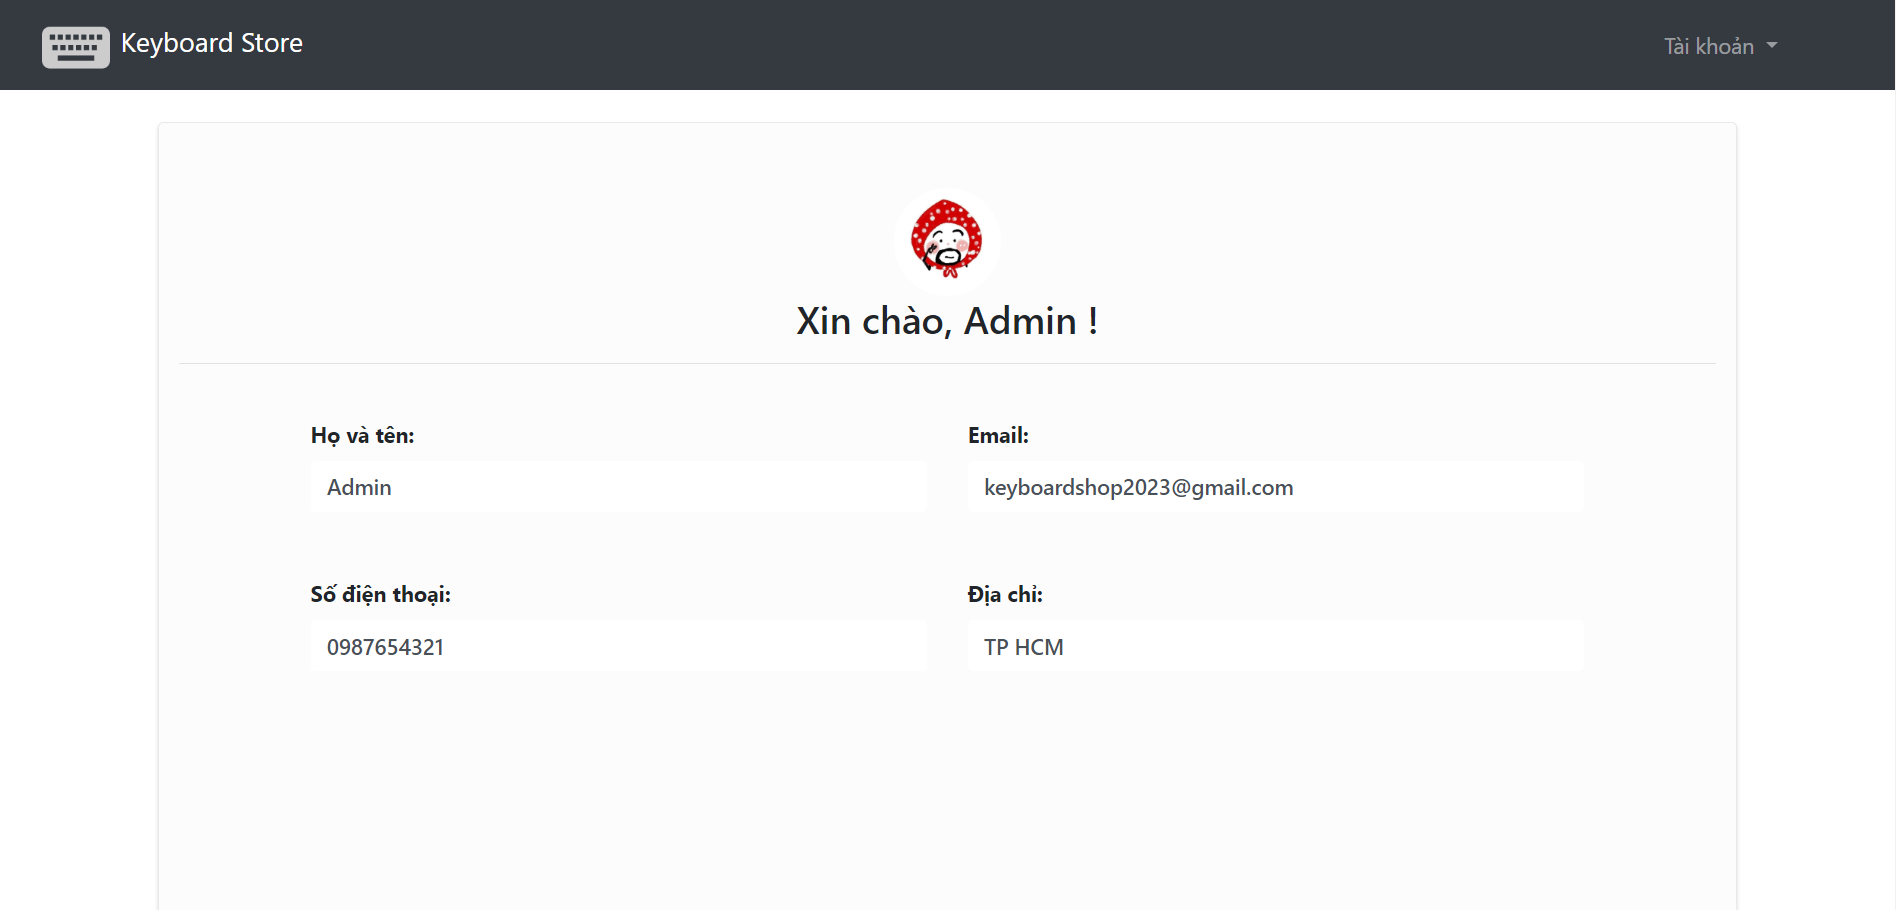 Keyboard Store
Tài khoản
Xin chào, Admin !
Họ và tên:
Email:
Admin
keyboardshop2023@gmail.com
Số điện thoại:
Địa chỉ:
0987654321
TP HCM